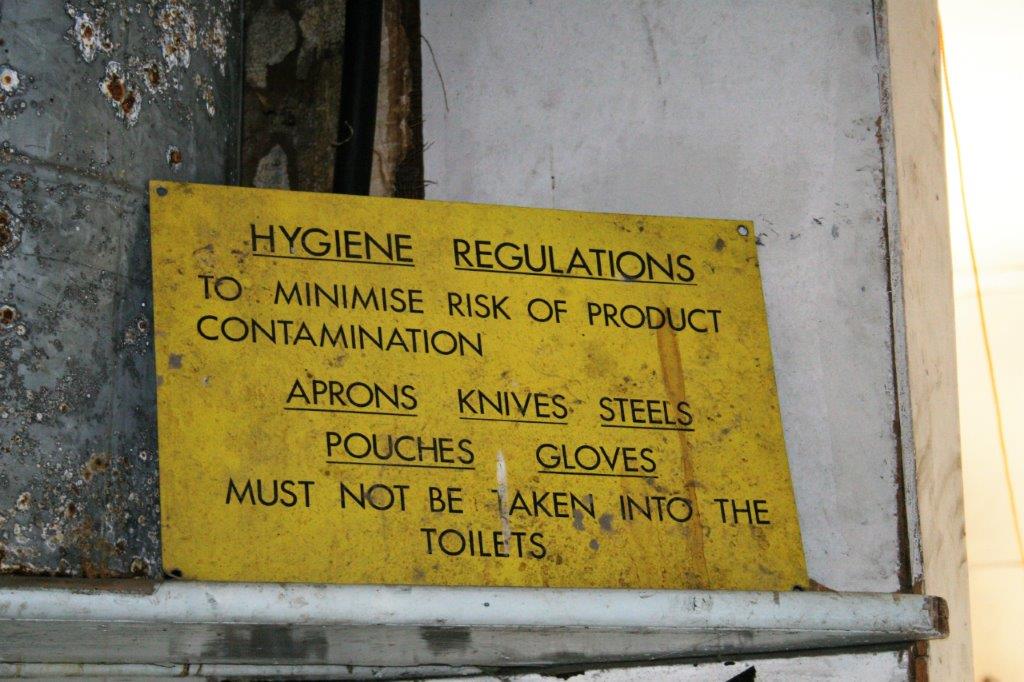 HYGIENE REGULATIONS
TO MINIMISE RISK OF PRODUCT
CONTAMINATION
APRONS KNIVES STEELS
POUCHES GLOVES
MUST NOT BE TAKEN INTO THE
TOILETS